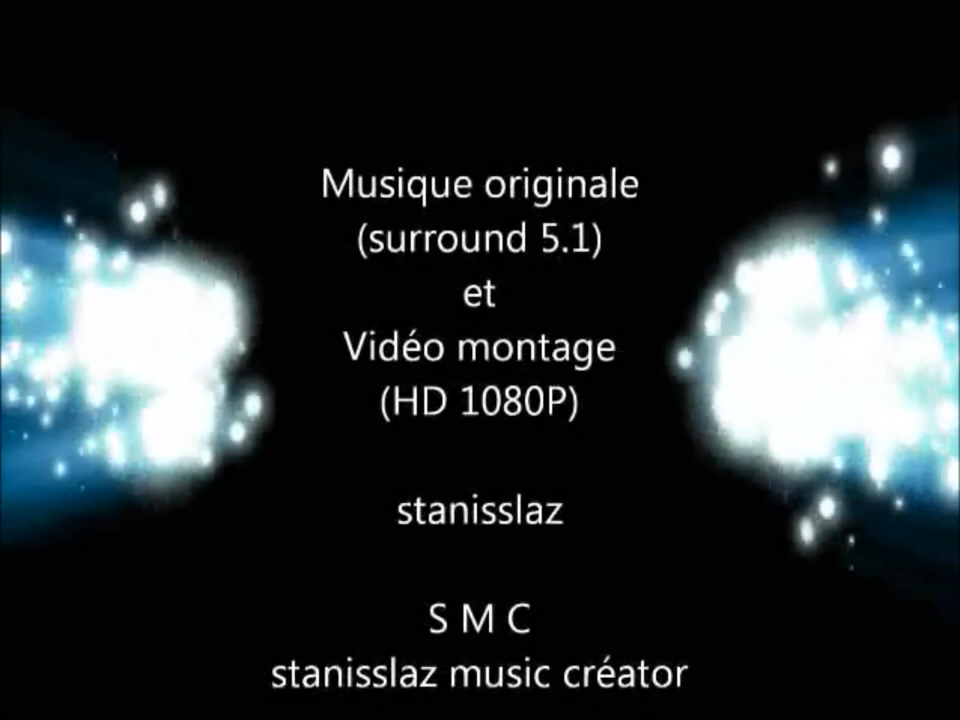 Musique originale
(surround 5.1)
et
Vidéo montage
(HD 1080P)
stanisslaz
S M C
stanisslaz music créator